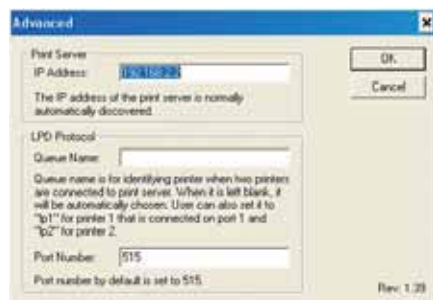 Advanced
Print Server
IP Address: 192.168.2.2
The IP address of the print server is normally
automatically discovered.
OK
Cancel
LPD Protocol
Queue Name:
Queue name is for identifying printer when two printers
are connected to print server. When it is left blank, it
will be automatically chosen. User can also set it to
"lp1" for printer 1 that is connected on port 1 and
"lp2" for printer 2.
Port Number: 515
Port number by default is set to 515.
Rev: 1.39